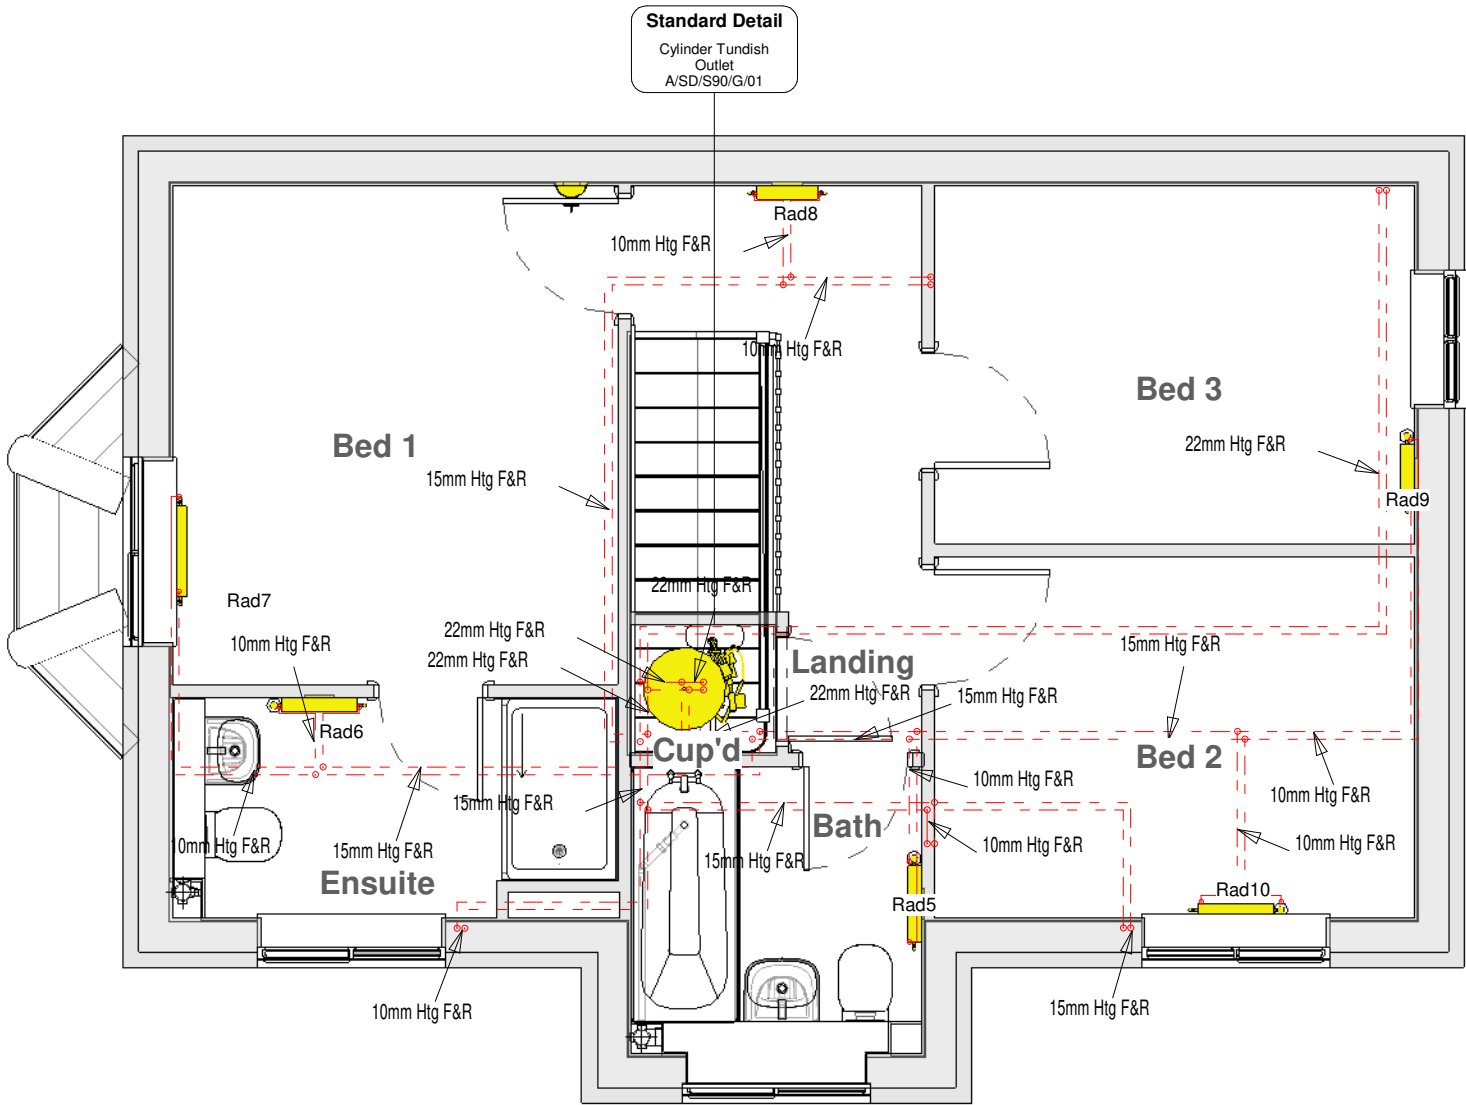 Standard Detail
Cylinder Tundish
Outlet
A/SD/S90/G/01
Rad8
10mm Htg F&R
10mm Htg F&R
Bed 3
Bed 1
22mm Htg F&R
15mm Htg F&R
Rad9
22mm Htg F&R
Rad7
22mm Htg F&R
10mm Htg F&R
15mm Htg F&R
22mm Htg F&R
Landing
22mm Htg F&R
15mm Htg F&R
Rad6
Cup'd
Bed 2
10mm Htg F&R
10mm Htg F&R
15mm Htg F&R
Bath
10mm Htg F&R
15mm Htg F&R
10mm Htg F&R
15mm Htg F&R
10mm Htg F&R
Ensuite
Rad10
Rad5
10mm Htg F&R
15mm Htg F&R